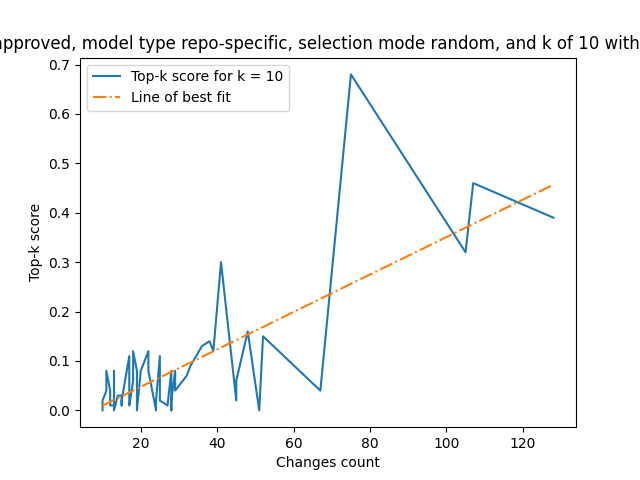 approved, model type repo-specific, selection mode random, and k of 10 with
Top-k score for k = 10
Line of best fit
Top-k score
0.7
0.6
0.5
0.4
0.3
0.2
0.1
0.0
20 40 60 80 100 120
Changes count